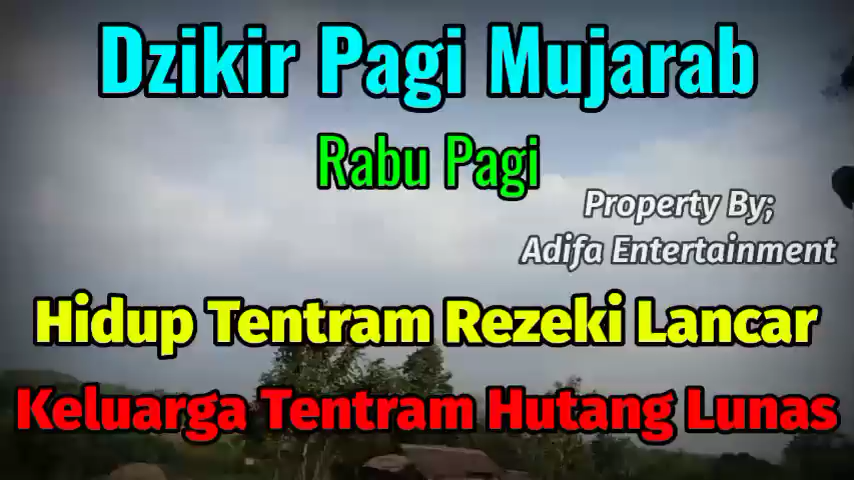 Dzikir Pagi Mujarab
Rabu Pagi
Property By;
Adifa Entertainment
Hidup Tentram Rezeki Lancar
Keluarga Tentram Hutang Lunas